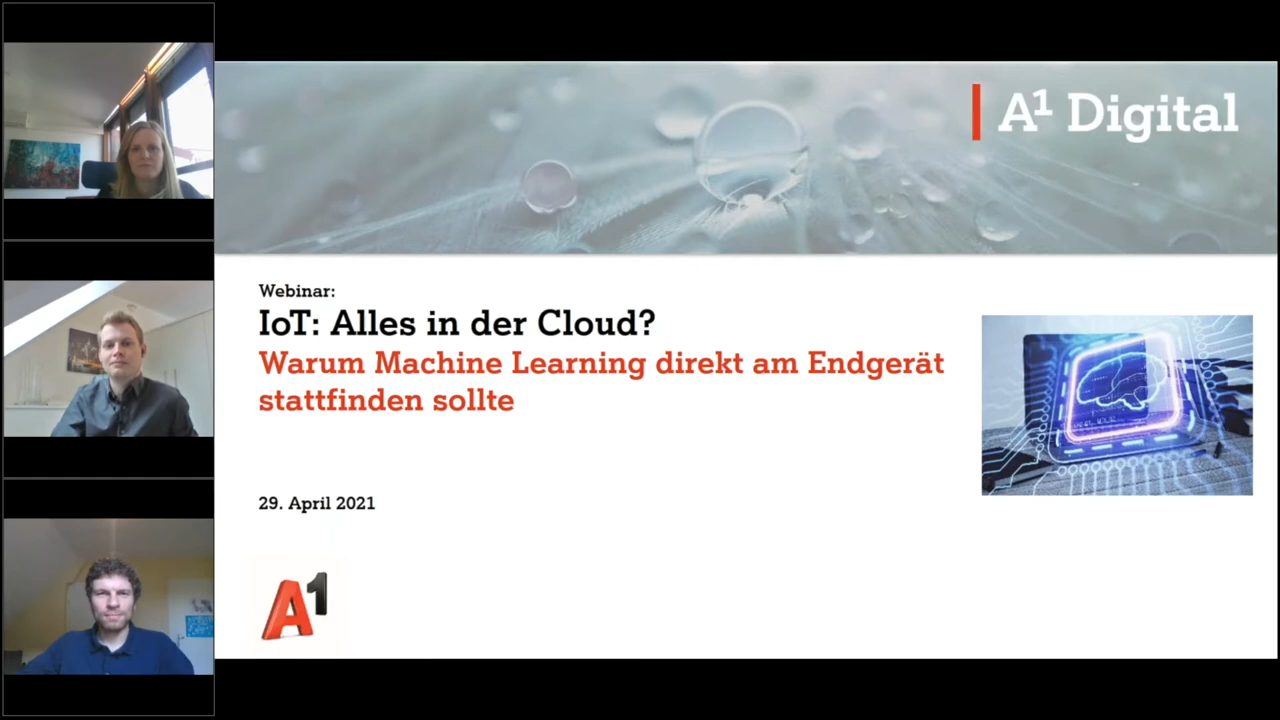 A1 Digital
Webinar:
IoT: Alles in der Cloud?
Warum Machine Learning direkt am Endgerät
stattfinden sollte
29. April 2021
A1